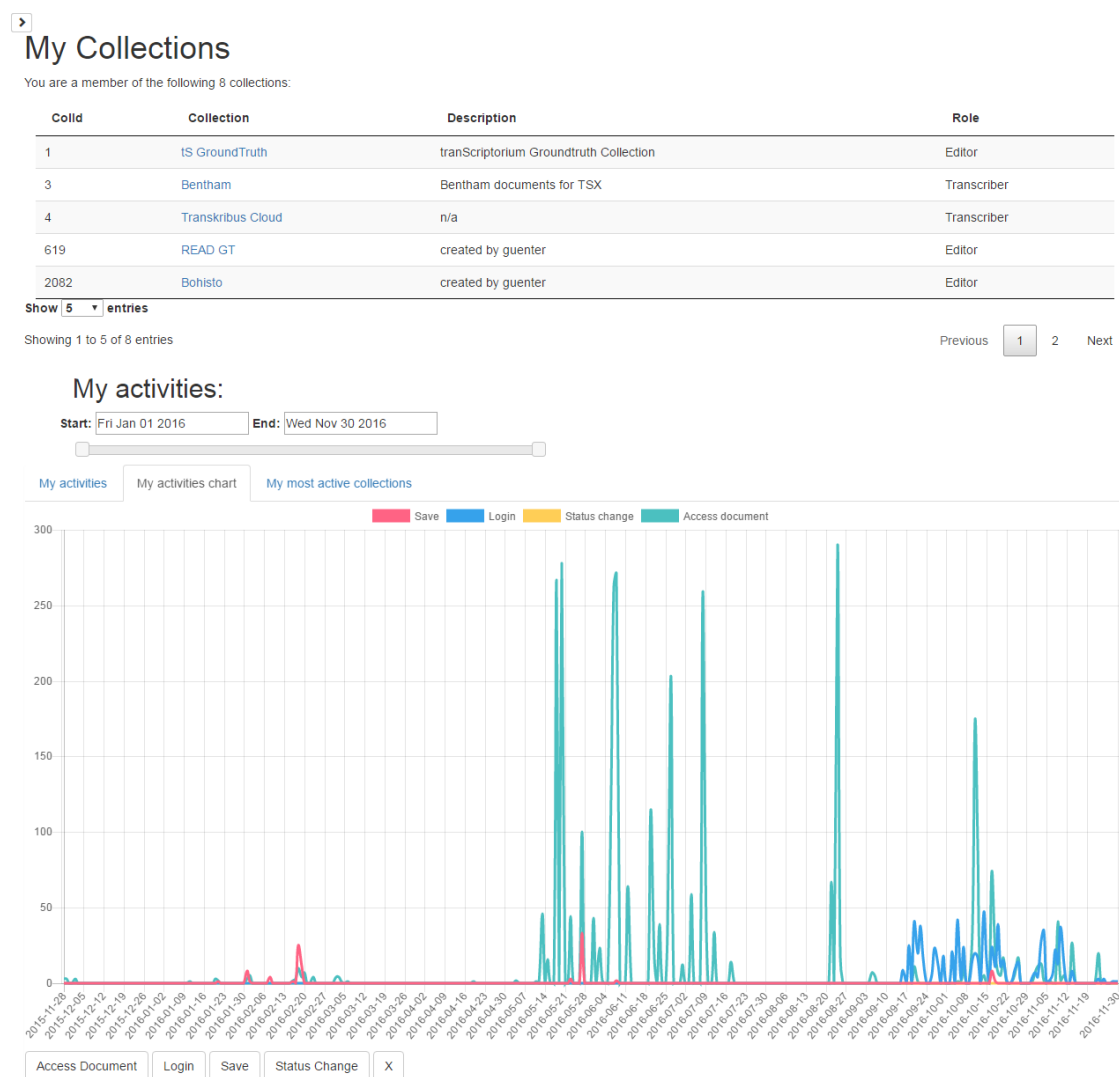 My Collections
You are a member of the following 8 collections:
ColId Collection Description Role
1 tS GroundTruth tranScriptorium Groundtruth Collection Editor
3 Bentham Bentham documents for TSX Transcriber
4 Transkribus Cloud n/a Transcriber
619 READ GT created by guenter Editor
2082 Bohisto created by guenter Editor
Show 5 entries
Showing 1 to 5 of 8 entries Previous 1 2 Next
My activities:
Start: Fri Jan 01 2016 End: Wed Nov 30 2016
My activities My activities chart My most active collections
Save Login Status change Access document
300
250
200
150
100
50
0
2015-11-28 2015-12-05 2015-12-12 2015-12-19 2015-12-26 2016-01-02 2016-01-09 2016-01-16 2016-01-23 2016-01-30 2016-02-06 2016-02-13 2016-02-20 2016-02-27 2016-03-05 2016-03-12 2016-03-19 2016-03-26 2016-04-02 2016-04-09 2016-04-16 2016-04-23 2016-04-30 2016-05-07 2016-05-14 2016-05-21 2016-05-28 2016-06-04 2016-06-11 2016-06-18 2016-06-25 2016-07-02 2016-07-09 2016-07-16 2016-07-23 2016-07-30 2016-08-06 2016-08-13 2016-08-20 2016-08-27 2016-09-03 2016-09-10 2016-09-17 2016-09-24 2016-10-01 2016-10-08 2016-10-15 2016-10-22 2016-10-29 2016-11-05 2016-11-12 2016-11-19 2016-11-30
Access Document Login Save Status Change X